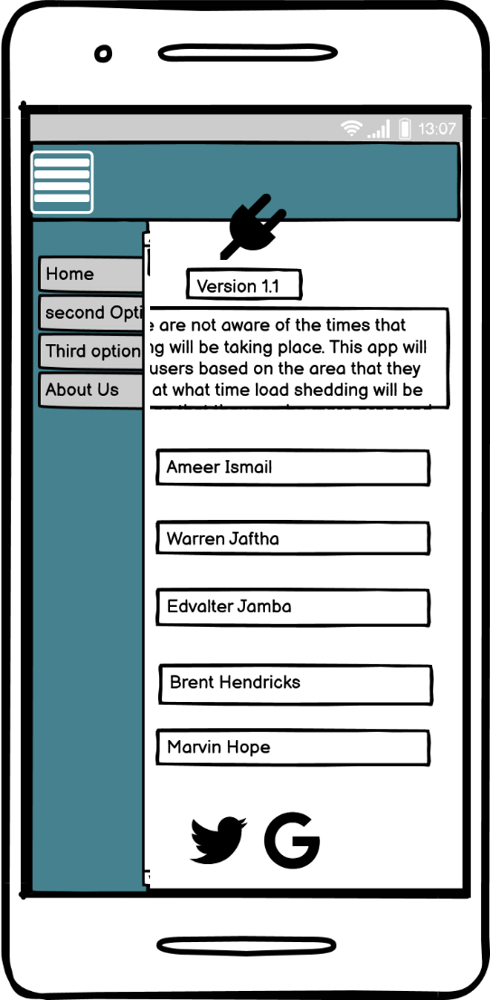 13:07
Home
second Opti
Third option
About Us
Version 1.1
e are not aware of the times that
ng will be taking place. This app will
users based on the area that they
at what time load shedding will be
Ameer Ismail
Warren Jaftha
Edvalter Jamba
Brent Hendricks
Marvin Hope
G